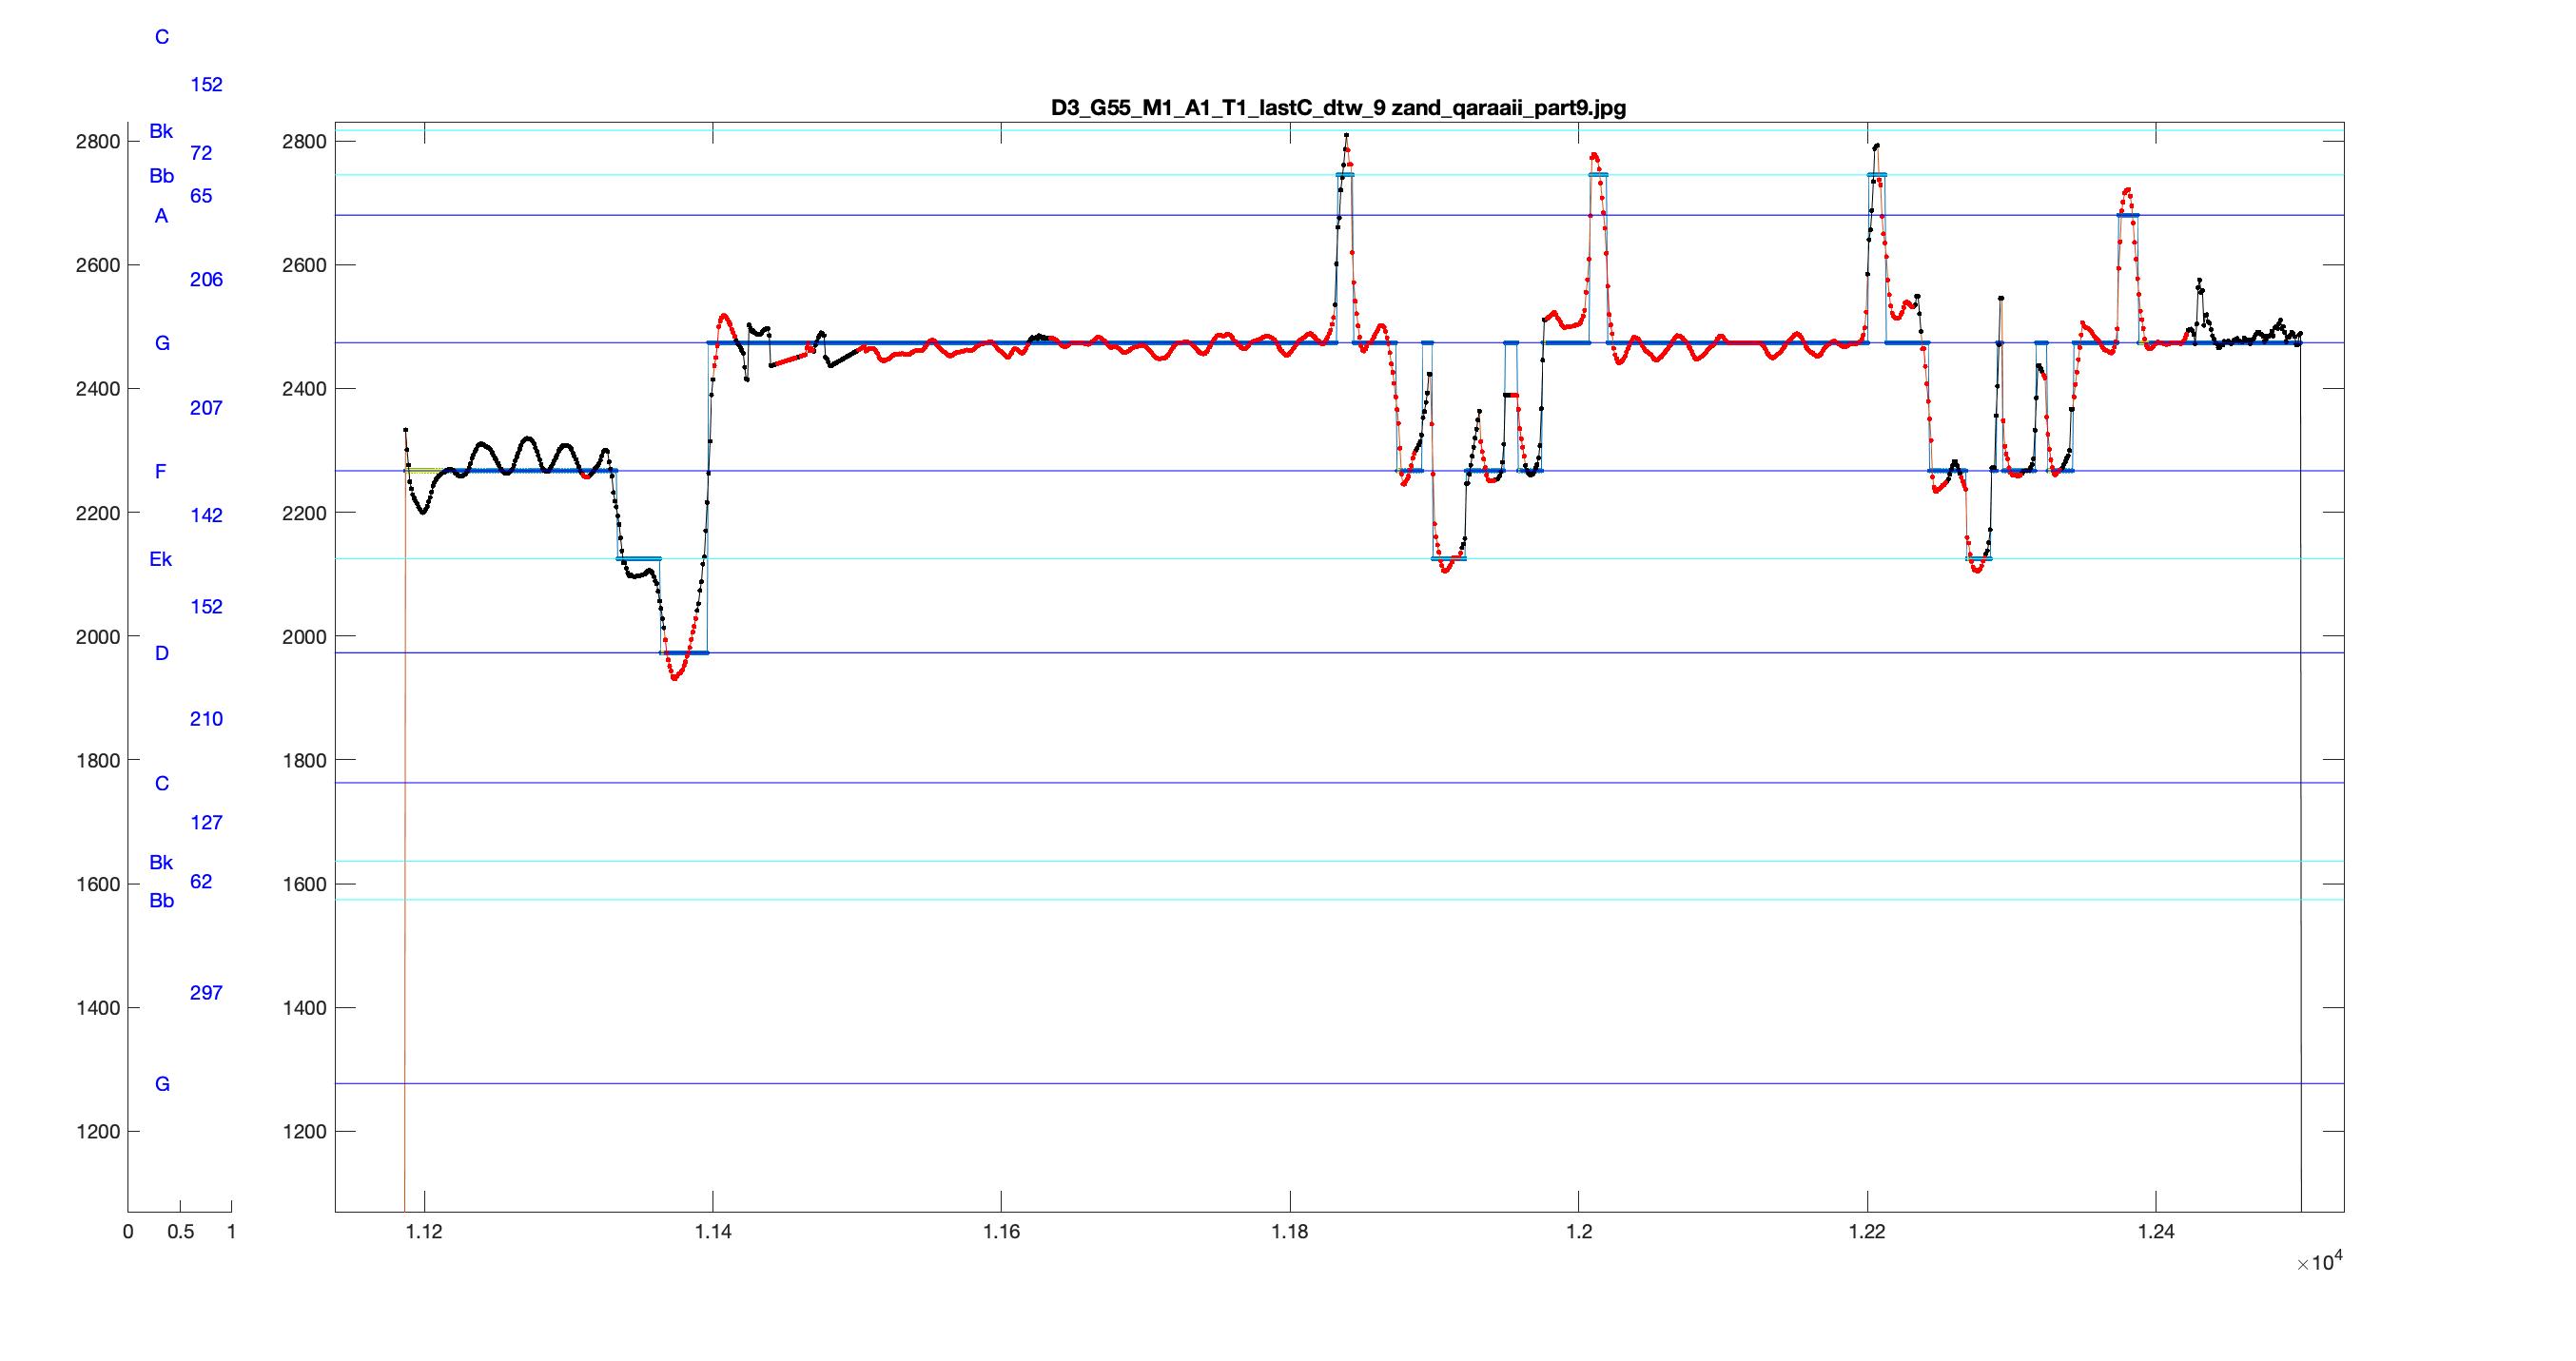 C
152
D3_G55_M1_A1_T1_lastC_dtw_9 zand_qaraaii_part9.jpg
Bk
2800 2800
72
Bb
65
A
2600 206 2600
G
2400 207 2400
F
2200 142 2200
Ek
152
2000 2000
D
210
1800 1800
C
127
Bk
1600 62 1600
Bb
297
1400 1400
G
1200 1200
0 0.5 1 1.12 1.14 1.16 1.18 1.2 1.22 1.24
×10⁴